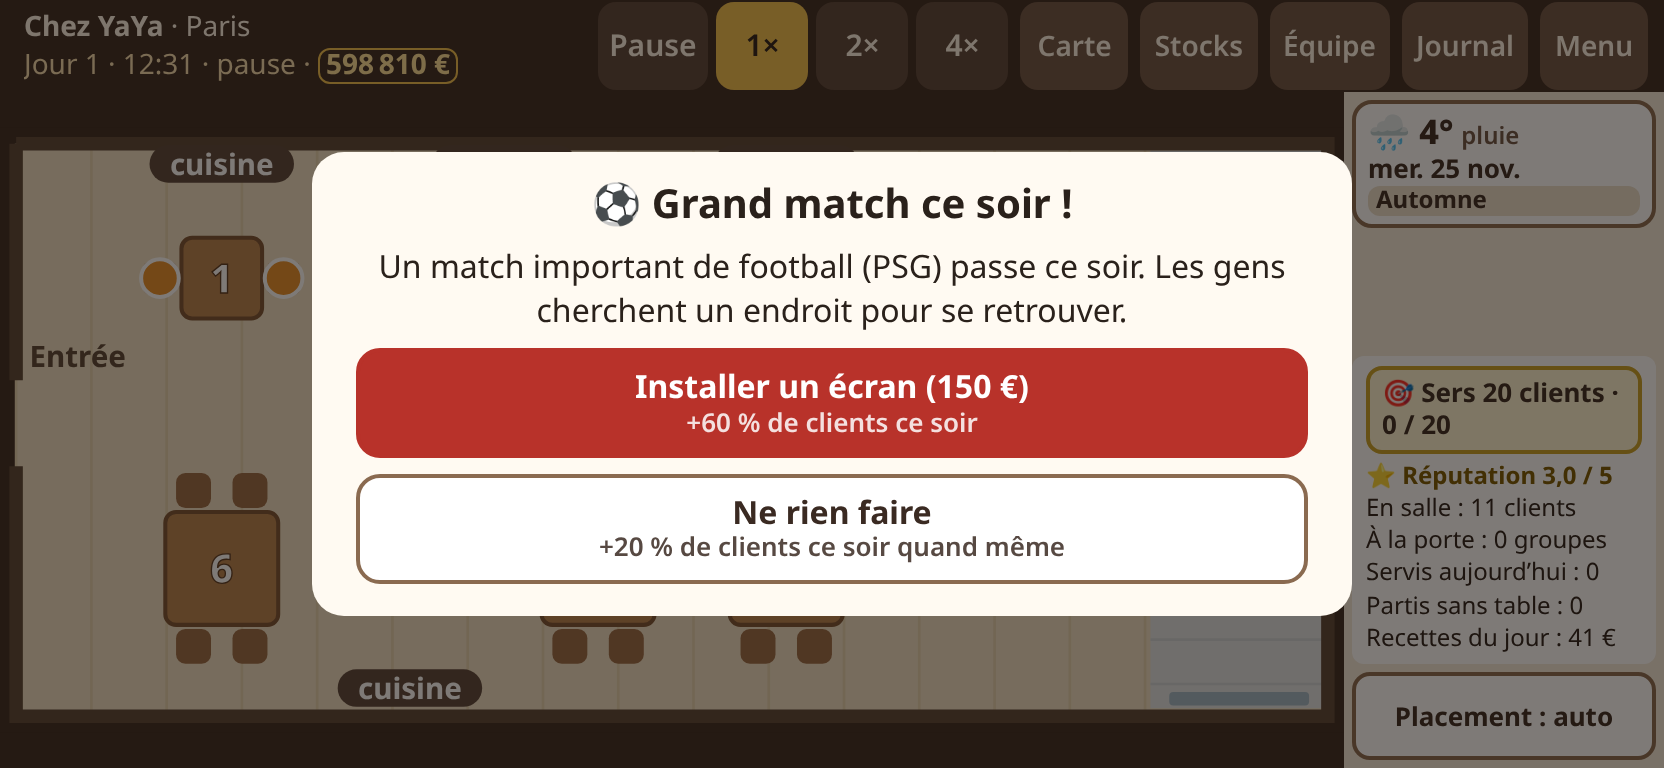 Chez YaYa · Paris
Jour 1 · 12:31 · pause · 598 810 €
Pause
1×
2×
4×
Carte
Stocks
Équipe
Journal
Menu
cuisine
1
Entrée
6
cuisine
⚽ Grand match ce soir !
Un match important de football (PSG) passe ce soir. Les gens
cherchent un endroit pour se retrouver.
Installer un écran (150 €)
+60 % de clients ce soir
Ne rien faire
+20 % de clients ce soir quand même
4° pluie
mer. 25 nov.
Automne
🎯 Sers 20 clients ·
0 / 20
⭐ Réputation 3,0 / 5
En salle : 11 clients
À la porte : 0 groupes
Servis aujourd’hui : 0
Partis sans table : 0
Recettes du jour : 41 €
Placement : auto